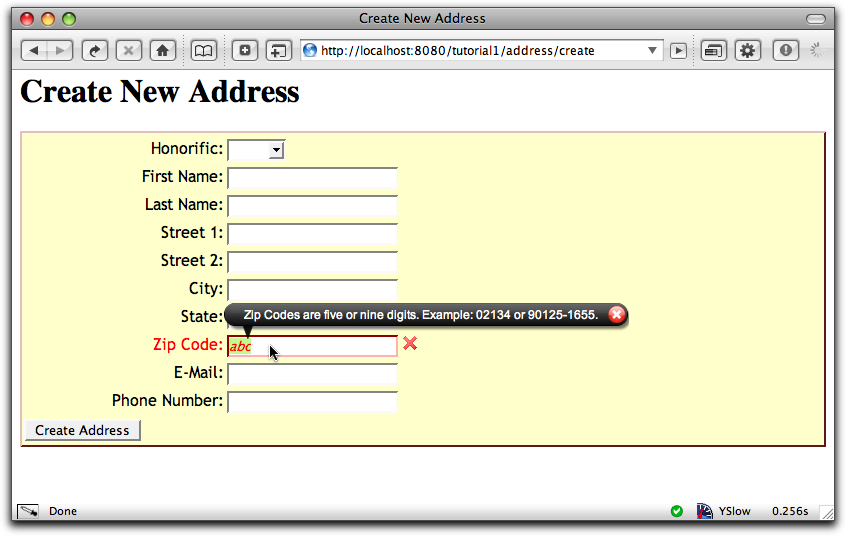 Create New Address
http://localhost:8080/tutorial1/address/create
Create New Address
Honorific:
First Name:
Last Name:
Street 1:
Street 2:
City:
State:
Zip Codes are five or nine digits. Example: 02134 or 90125-1655.
Zip Code: abc
E-Mail:
Phone Number:
Create Address
Done YSlow 0.256s